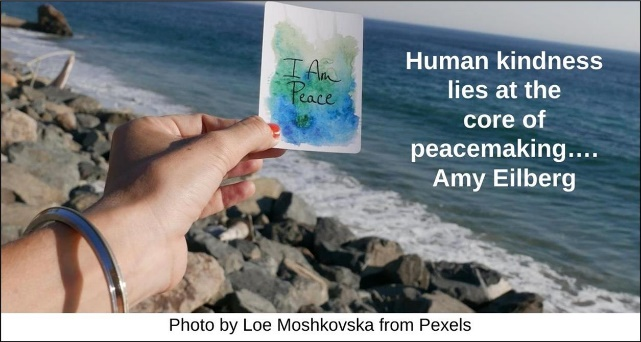 I Am
Peace
Human kindness
lies at the
core of
peacemaking....
Amy Eilberg
Photo by Loe Moshkovska from Pexels